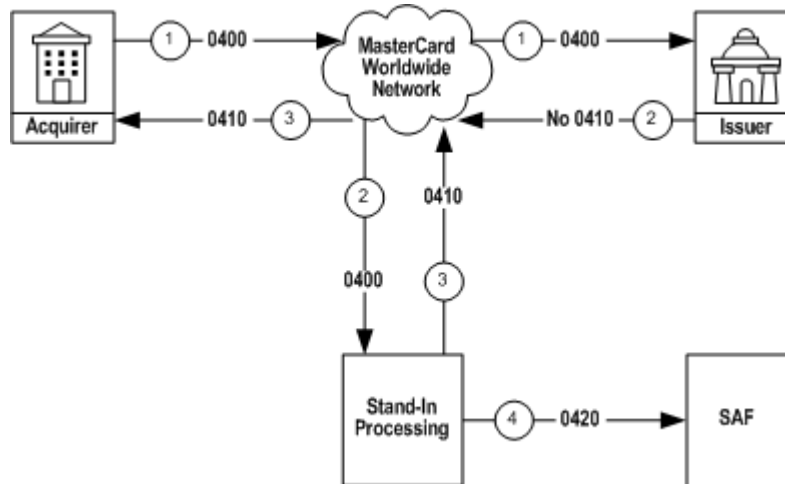 1
0400
MasterCard
Worldwide
Network
1
0400
Acquirer
0410
3
No 0410
2
Issuer
2
0410
0400
3
Stand-In
Processing
4
0420
SAF